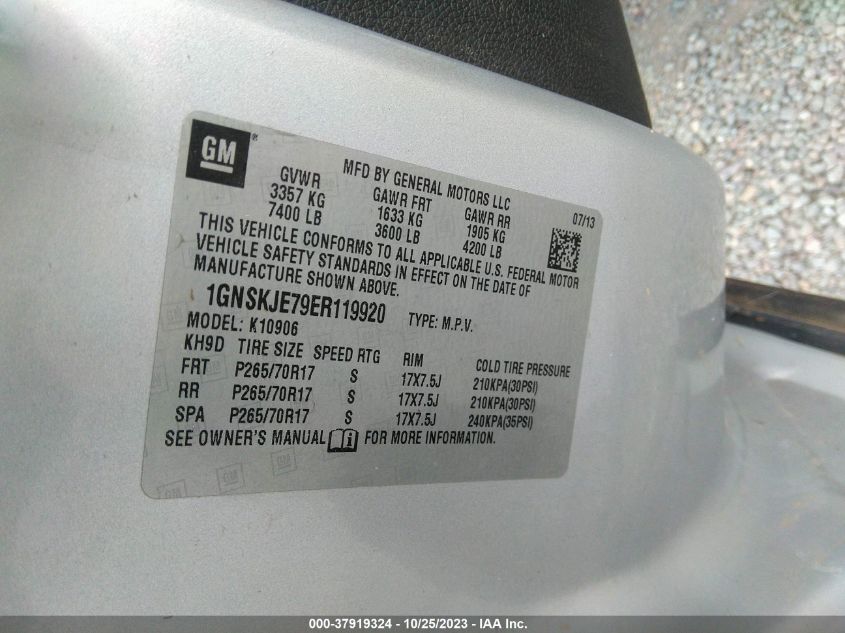 GM ®
MFD BY GENERAL MOTORS LLC
07/13
GVWR GAWR FRT GAWR RR
3357 KG 1633 KG 1905 KG
7400 LB 3600 LB 4200 LB
THIS VEHICLE CONFORMS TO ALL APPLICABLE U.S. FEDERAL MOTOR
VEHICLE SAFETY STANDARDS IN EFFECT ON THE DATE OF
MANUFACTURE SHOWN ABOVE.
1GNSKJE79ER119920 TYPE: M.P.V.
MODEL: K10906
KH9D TIRE SIZE SPEED RTG RIM COLD TIRE PRESSURE
FRT P265/70R17 S 17X7.5J 210KPA(30PSI)
RR P265/70R17 S 17X7.5J 210KPA(30PSI)
SPA P265/70R17 S 17X7.5J 240KPA(35PSI)
SEE OWNER'S MANUAL i FOR MORE INFORMATION.
000-37919324 | 10/25/2023 - IAA Inc.